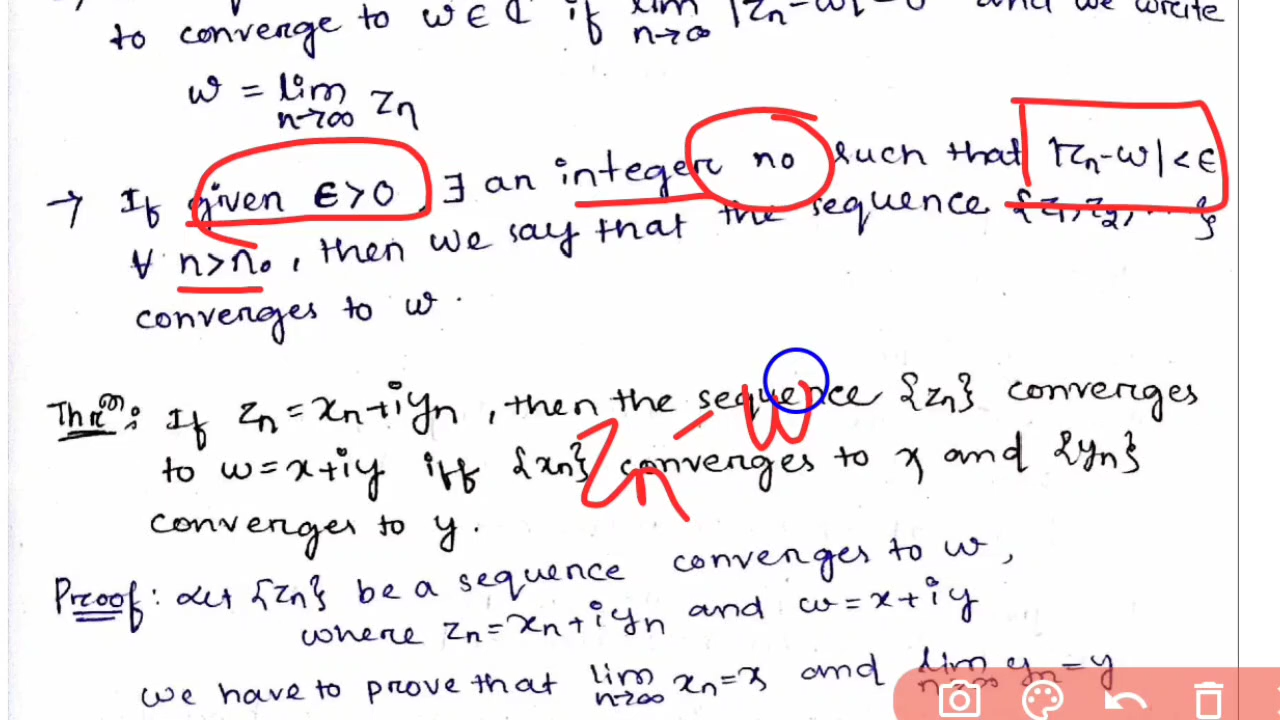 to converge to w ∈ ℂ if lim n→∞ |zn-w| = 0 and we write
w = lim n→∞ zn
→ If given ϵ>0, ∃ an integer no such that |zn-w|<ϵ
∀ n>no, then we say that the sequence {z1,z2,...}
converges to w.
Thrm: If zn = xn+iyn, then the sequence {zn} converges
to w=x+iy iff {xn} converges to x and {yn}
converges to y.
zn - w
Proof: Let {zn} be a sequence converges to w,
where zn=xn+iyn and w=x+iy
we have to prove that lim n→∞ xn=x and lim n→∞ yn=y